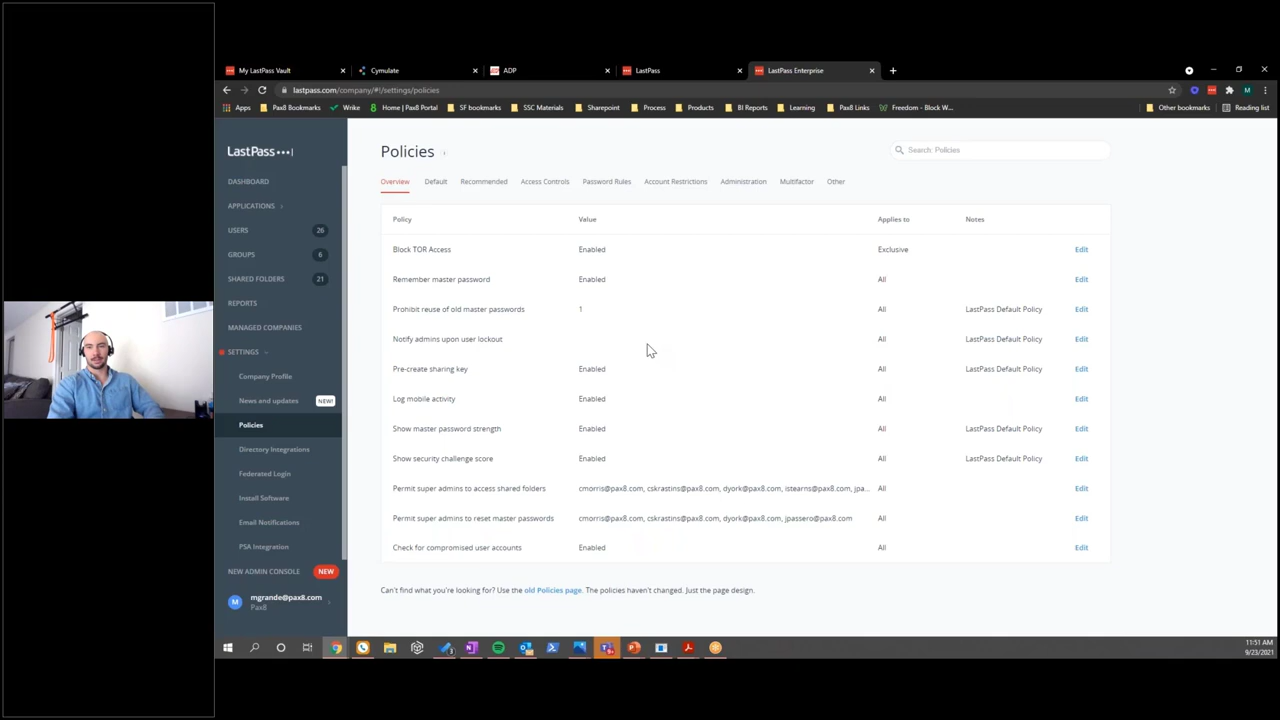 My LastPass Vault
Cymulate
ADP
LastPass
LastPass Enterprise
lastpass.com/company/#!/settings/policies
Apps
Pax8 Bookmarks
Wrike
Home | Pax8 Portal
SF bookmarks
SSC Materials
Sharepoint
Process
Products
BI Reports
Learning
Pax8 Links
Freedom - Block W...
Other bookmarks
Reading list
LastPass •••|
DASHBOARD
APPLICATIONS
USERS 26
GROUPS 6
SHARED FOLDERS 21
REPORTS
MANAGED COMPANIES
SETTINGS
Company Profile
News and updates NEW!
Policies
Directory Integrations
Federated Login
Install Software
Email Notifications
PSA Integration
NEW ADMIN CONSOLE NEW
M mgrande@pax8.com
Pax8
Policies
Search: Policies
Overview Default Recommended Access Controls Password Rules Account Restrictions Administration Multifactor Other
Policy Value Applies to Notes
Block TOR Access Enabled Exclusive Edit
Remember master password Enabled All Edit
Prohibit reuse of old master passwords 1 All LastPass Default Policy Edit
Notify admins upon user lockout All LastPass Default Policy Edit
Pre-create sharing key Enabled All LastPass Default Policy Edit
Log mobile activity Enabled All Edit
Show master password strength Enabled All LastPass Default Policy Edit
Show security challenge score Enabled All LastPass Default Policy Edit
Permit super admins to access shared folders cmorris@pax8.com, cskrastins@pax8.com, dyork@pax8.com, istearns@pax8.com, jpa... All Edit
Permit super admins to reset master passwords cmorris@pax8.com, cskrastins@pax8.com, dyork@pax8.com, jpassero@pax8.com All Edit
Check for compromised user accounts Enabled All Edit
Can't find what you're looking for? Use the old Policies page. The policies haven't changed. Just the page design.
11:51 AM
9/23/2021